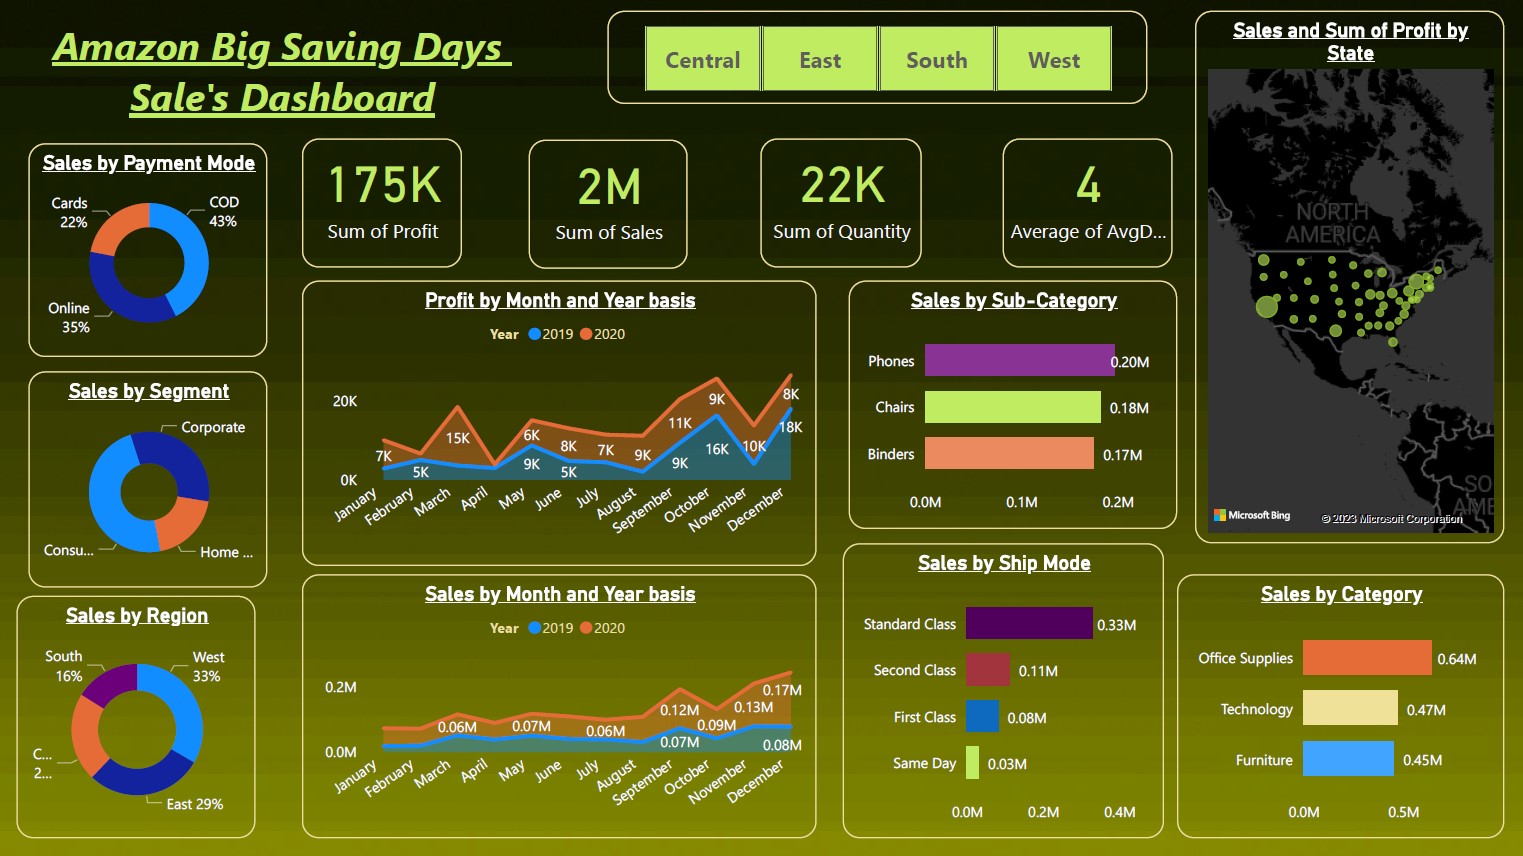 Amazon Big Saving Days
Sale's Dashboard
Central
East
South
West
Sales and Sum of Profit by
State
NORTH
AMERICA
SO
AME
Microsoft Bing
© 2023 Microsoft Corporation
Sales by Payment Mode
Cards
22%
COD
43%
Online
35%
175K
Sum of Profit
2M
Sum of Sales
22K
Sum of Quantity
4
Average of AvgD...
Sales by Segment
Corporate
Consu...
Home ...
Profit by Month and Year basis
Year 2019 2020
20K
0K
7K
5K
15K
6K
9K
8K
5K
7K
9K
11K
9K
9K
16K
10K
8K
18K
January
February
March
April
May
June
July
August
September
October
November
December
Sales by Sub-Category
Phones
0.20M
Chairs
0.18M
Binders
0.17M
0.0M
0.1M
0.2M
Sales by Region
South
16%
West
33%
C...
2...
East 29%
Sales by Month and Year basis
Year 2019 2020
0.2M
0.0M
0.06M
0.07M
0.06M
0.12M
0.07M
0.09M
0.13M
0.17M
0.08M
January
February
March
April
May
June
July
August
September
October
November
December
Sales by Ship Mode
Standard Class
0.33M
Second Class
0.11M
First Class
0.08M
Same Day
0.03M
0.0M
0.2M
0.4M
Sales by Category
Office Supplies
0.64M
Technology
0.47M
Furniture
0.45M
0.0M
0.5M